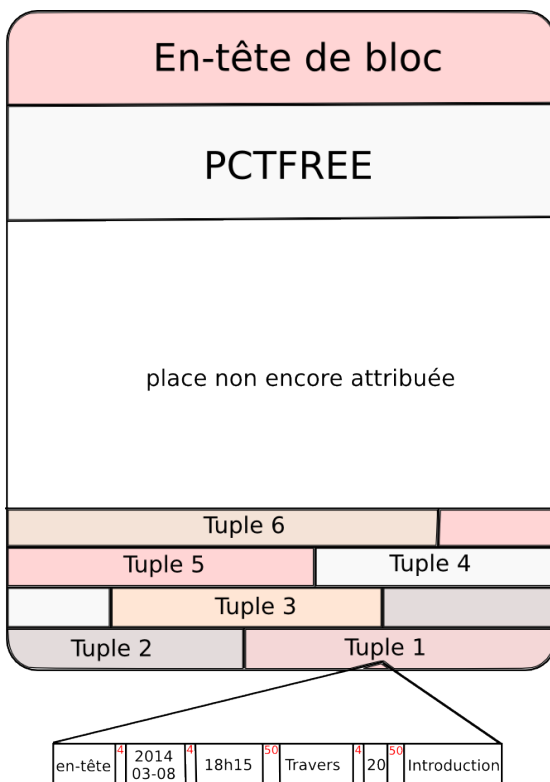 En-tête de bloc
PCTFREE
place non encore attribuée
Tuple 6
Tuple 5 Tuple 4
Tuple 3
Tuple 2 Tuple 1
en-tête 4 2014 03-08 4 18h15 50 Travers 4 20 50 Introduction